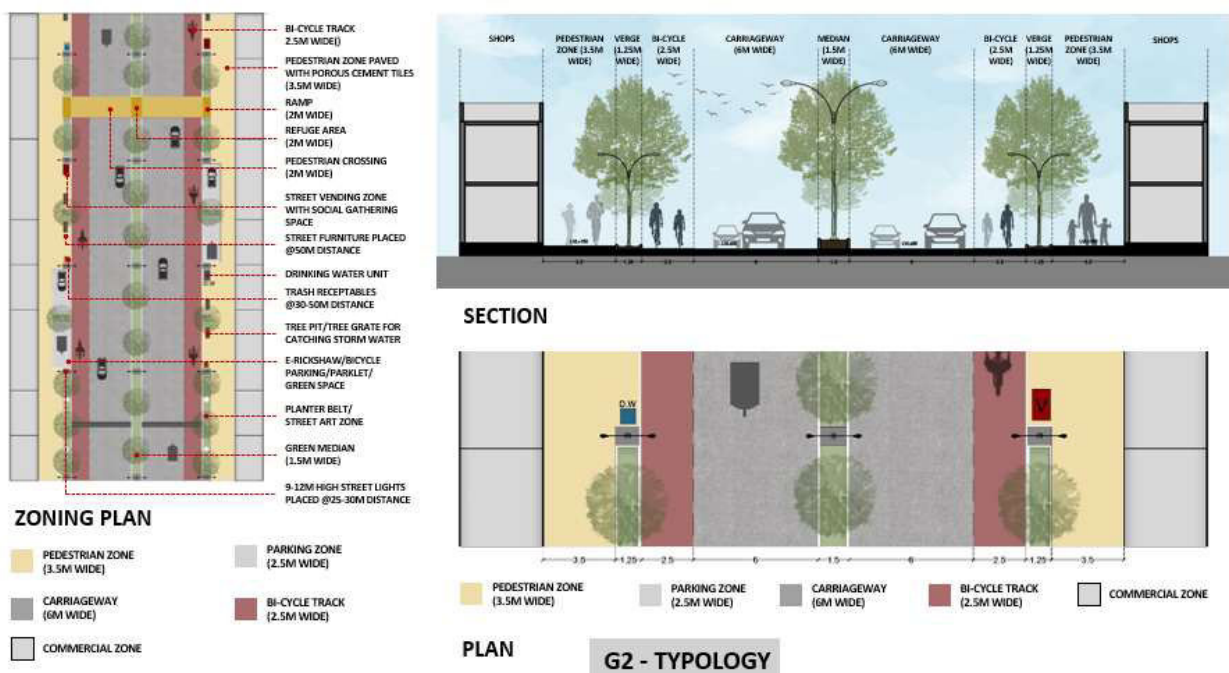 BI-CYCLE TRACK
2.5M WIDE()
PEDESTRIAN ZONE PAVED
WITH POROUS CEMENT TILES
(3.5M WIDE)
RAMP
(2M WIDE)
REFUGE AREA
(2M WIDE)
PEDESTRIAN CROSSING
(2M WIDE)
STREET VENDING ZONE
WITH SOCIAL GATHERING
SPACE
STREET FURNITURE PLACED
@50M DISTANCE
DRINKING WATER UNIT
TRASH RECEPTABLES
@30-50M DISTANCE
TREE PIT/TREE GRATE FOR
CATCHING STORM WATER
E-RICKSHAW/BICYCLE
PARKING/PARKLET/
GREEN SPACE
PLANTER BELT/
STREET ART ZONE
GREEN MEDIAN
(1.5M WIDE)
9-12M HIGH STREET LIGHTS
PLACED @25-30M DISTANCE
ZONING PLAN
PEDESTRIAN ZONE
(3.5M WIDE)
PARKING ZONE
(2.5M WIDE)
CARRIAGEWAY
(6M WIDE)
BI-CYCLE TRACK
(2.5M WIDE)
COMMERCIAL ZONE
SHOPS
PEDESTRIAN
ZONE (3.5M
WIDE)
VERGE
(1.25M
WIDE)
BI-CYCLE
(2.5M
WIDE)
CARRIAGEWAY
(6M WIDE)
MEDIAN
(1.5M
WIDE)
CARRIAGEWAY
(6M WIDE)
BI-CYCLE
(2.5M
WIDE)
VERGE
(1.25M
WIDE)
PEDESTRIAN
ZONE (3.5M
WIDE)
SHOPS
SECTION
D.W
V
3.5 1.25 2.5 6 1.5 6 2.5 1.25 3.5
PEDESTRIAN ZONE
(3.5M WIDE)
PARKING ZONE
(2.5M WIDE)
CARRIAGEWAY
(6M WIDE)
BI-CYCLE TRACK
(2.5M WIDE)
COMMERCIAL ZONE
PLAN
G2 - TYPOLOGY